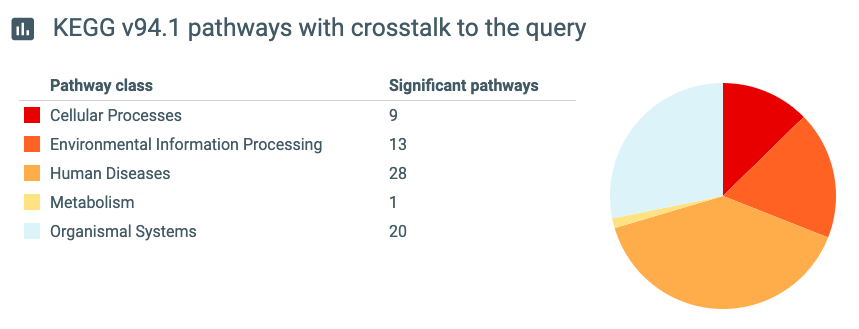 KEGG v94.1 pathways with crosstalk to the query
Pathway class Significant pathways
Cellular Processes 9
Environmental Information Processing 13
Human Diseases 28
Metabolism 1
Organismal Systems 20